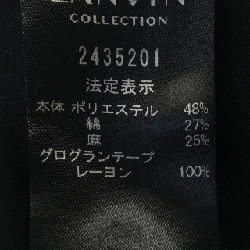 LANVIN
COLLECTION
2435201
法定表示
本体 ポリエステル 48%
綿 27%
麻 25%
グログランテープ
レーヨン 100%